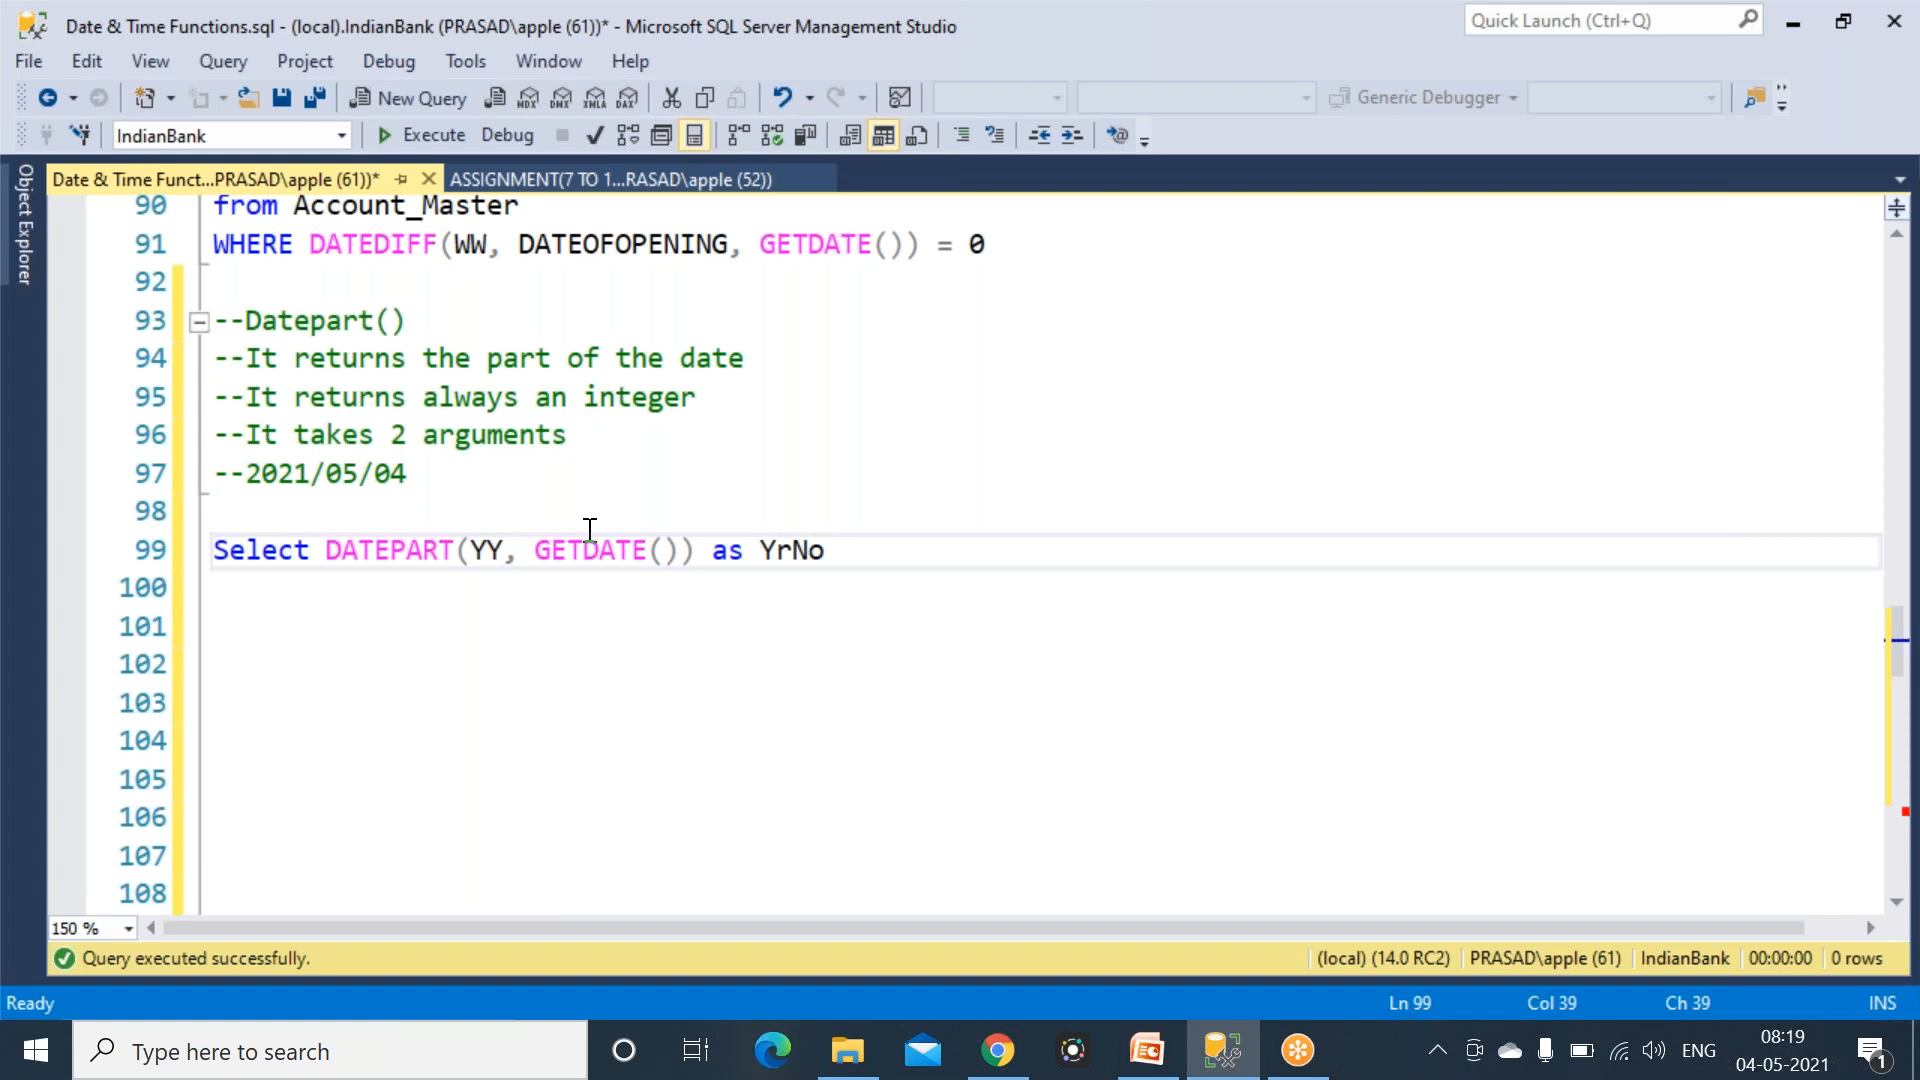 Date & Time Functions.sql - (local).IndianBank (PRASAD\apple (61))* - Microsoft SQL Server Management Studio
Quick Launch (Ctrl+Q)
File Edit View Query Project Debug Tools Window Help
New Query MDX DMX XMLA DAX Generic Debugger
IndianBank Execute Debug
Object Explorer
Date & Time Funct...PRASAD\apple (61))* ASSIGNMENT(7 TO 1...RASAD\apple (52))
90 from Account_Master
91 WHERE DATEDIFF(WW, DATEOFOPENING, GETDATE()) = 0
92
93 --Datepart()
94 --It returns the part of the date
95 --It returns always an integer
96 --It takes 2 arguments
97 --2021/05/04
98
99 Select DATEPART(YY, GETDATE()) as YrNo
100
101
102
103
104
105
106
107
108
150 %
Query executed successfully. (local) (14.0 RC2) PRASAD\apple (61) IndianBank 00:00:00 0 rows
Ready Ln 99 Col 39 Ch 39 INS
Type here to search ENG 08:19
04-05-2021 1